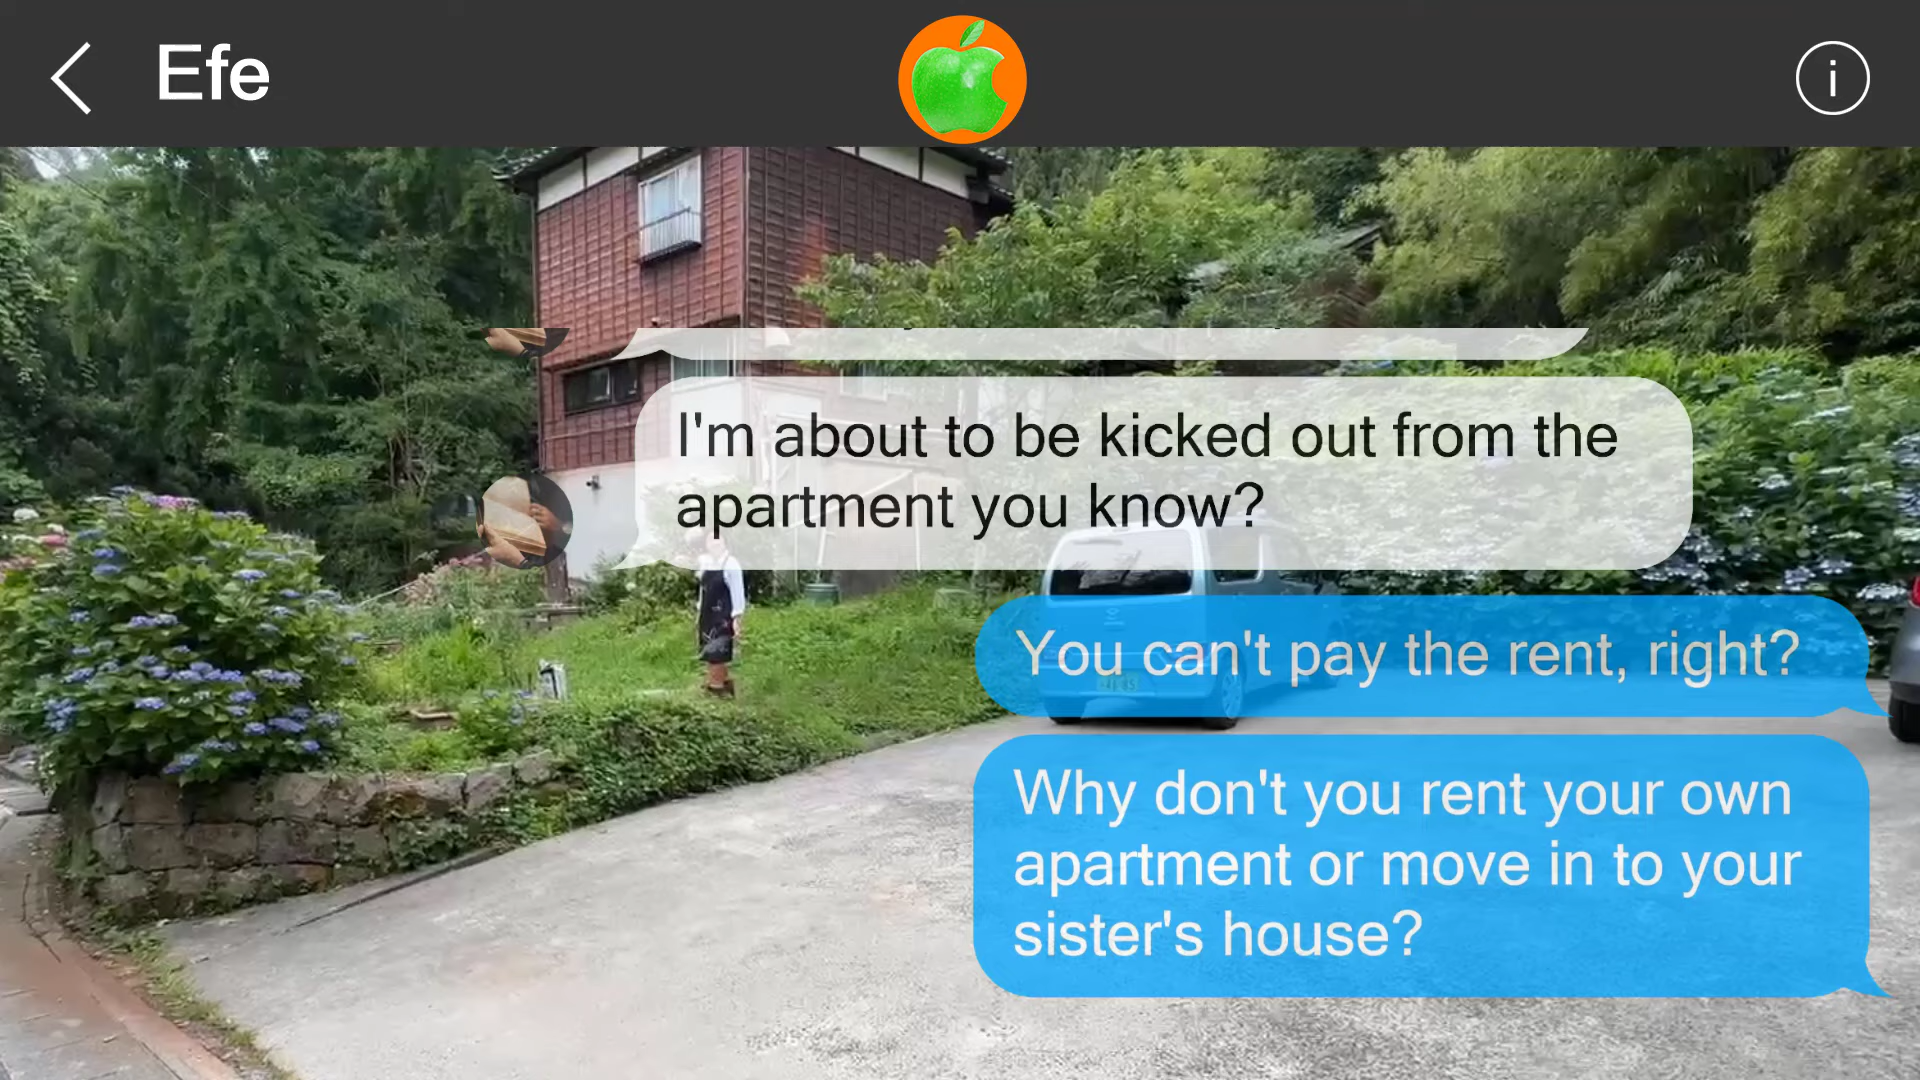 Efe
i
I'm about to be kicked out from the
apartment you know?
You can't pay the rent, right?
Why don't you rent your own
apartment or move in to your
sister's house?